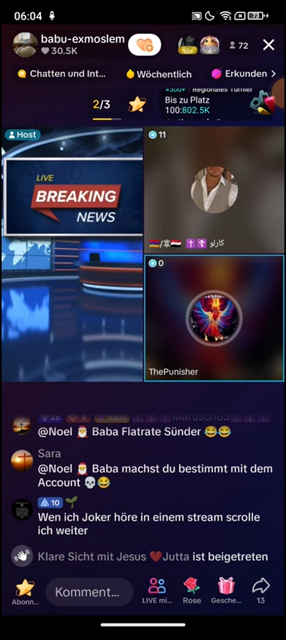 06:04
73
babu-exmoslem
30.5K
72
Chatten und Int...
Wöchentlich
Erkunden
2/3
Regionales Turnier
Bis zu Platz
100:802.5K
Host
11
LIVE
BREAKING
NEWS
كارلو
0
ThePunisher
@Noel 🎅 Baba Flatrate Sünder 😂😂
Sara
@Noel 🎅 Baba machst du bestimmt mit dem
Account 💀😂
10 🌱
Wen ich Joker höre in einem stream scrolle
ich weiter
Klare Sicht mit Jesus ❤️Jutta ist beigetreten
Abonn...
Komment...
LIVE mi...
Rose
Gesche...
13